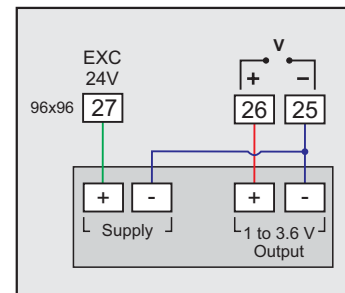 V
EXC
24V
+ −
96x96 27 26 25
+ - + -
Supply 1 to 3.6 V
Output